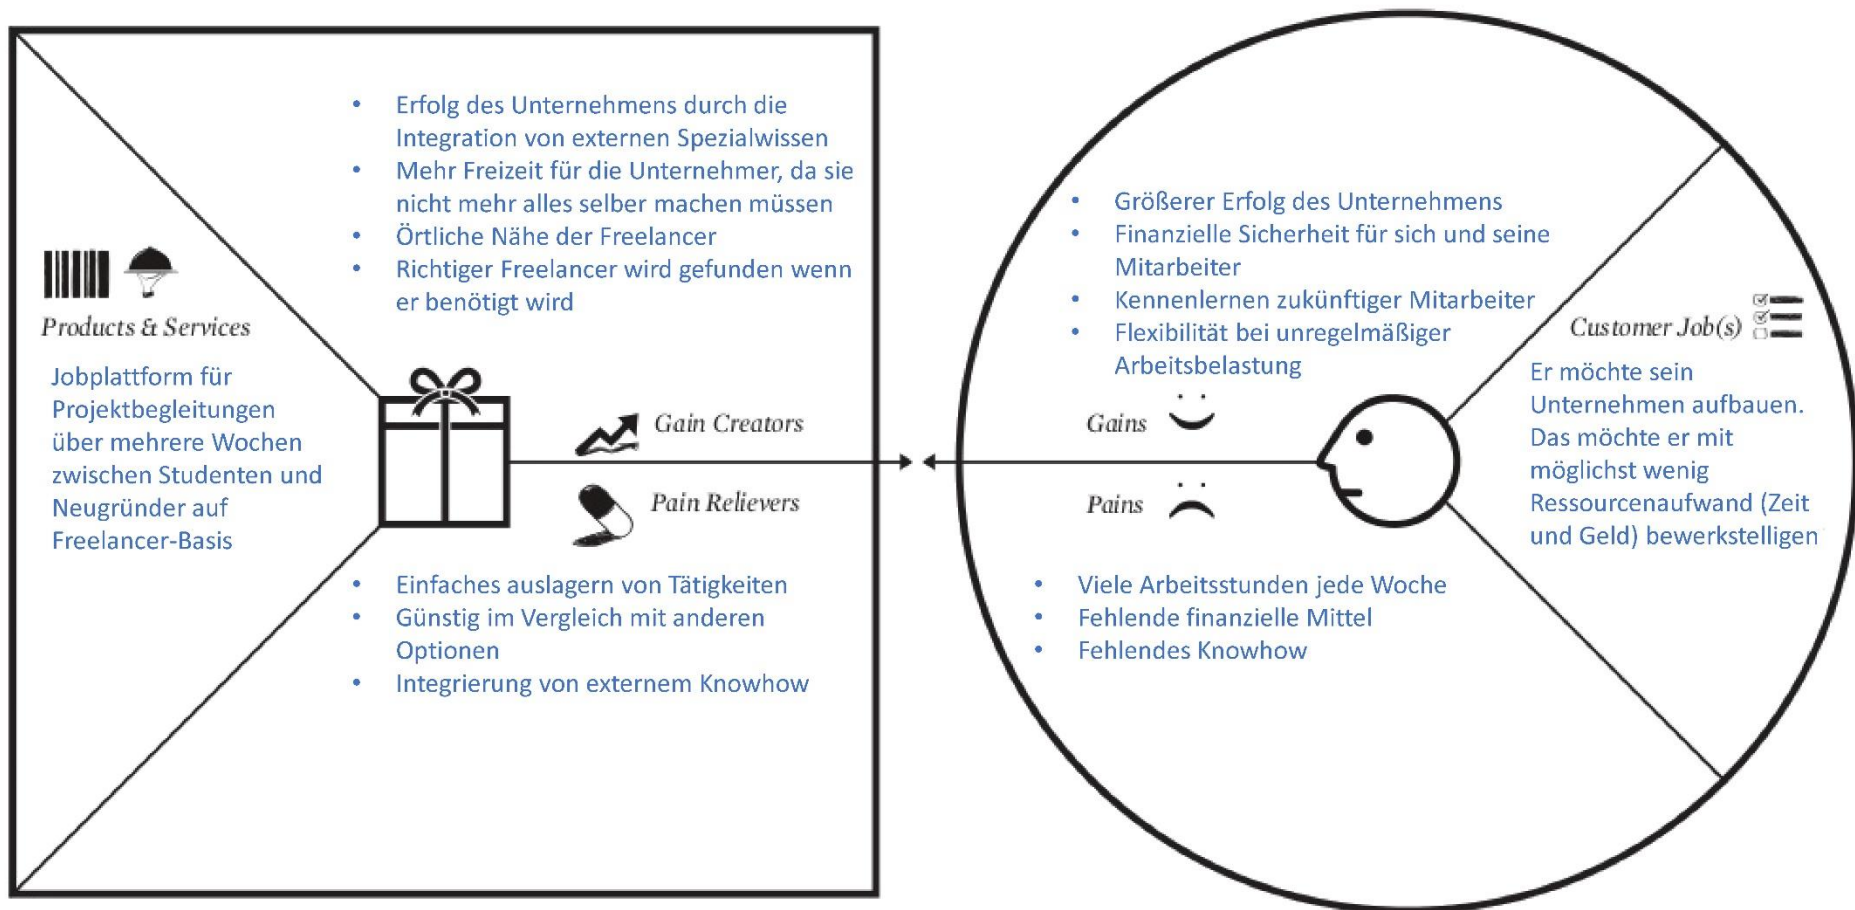 Erfolg des Unternehmens durch die
Integration von externen Spezialwissen
Mehr Freizeit für die Unternehmer, da sie
nicht mehr alles selber machen müssen
Örtliche Nähe der Freelancer
Richtiger Freelancer wird gefunden wenn
er benötigt wird
Products & Services
Jobplattform für
Projektbegleitungen
über mehrere Wochen
zwischen Studenten und
Neugründer auf
Freelancer-Basis
Gain Creators
Pain Relievers
Einfaches auslagern von Tätigkeiten
Günstig im Vergleich mit anderen
Optionen
Integrierung von externem Knowhow
Größerer Erfolg des Unternehmens
Finanzielle Sicherheit für sich und seine
Mitarbeiter
Kennenlernen zukünftiger Mitarbeiter
Flexibilität bei unregelmäßiger
Arbeitsbelastung
Gains
Pains
Viele Arbeitsstunden jede Woche
Fehlende finanzielle Mittel
Fehlendes Knowhow
Customer Job(s)
Er möchte sein
Unternehmen aufbauen.
Das möchte er mit
möglichst wenig
Ressourcenaufwand (Zeit
und Geld) bewerkstelligen